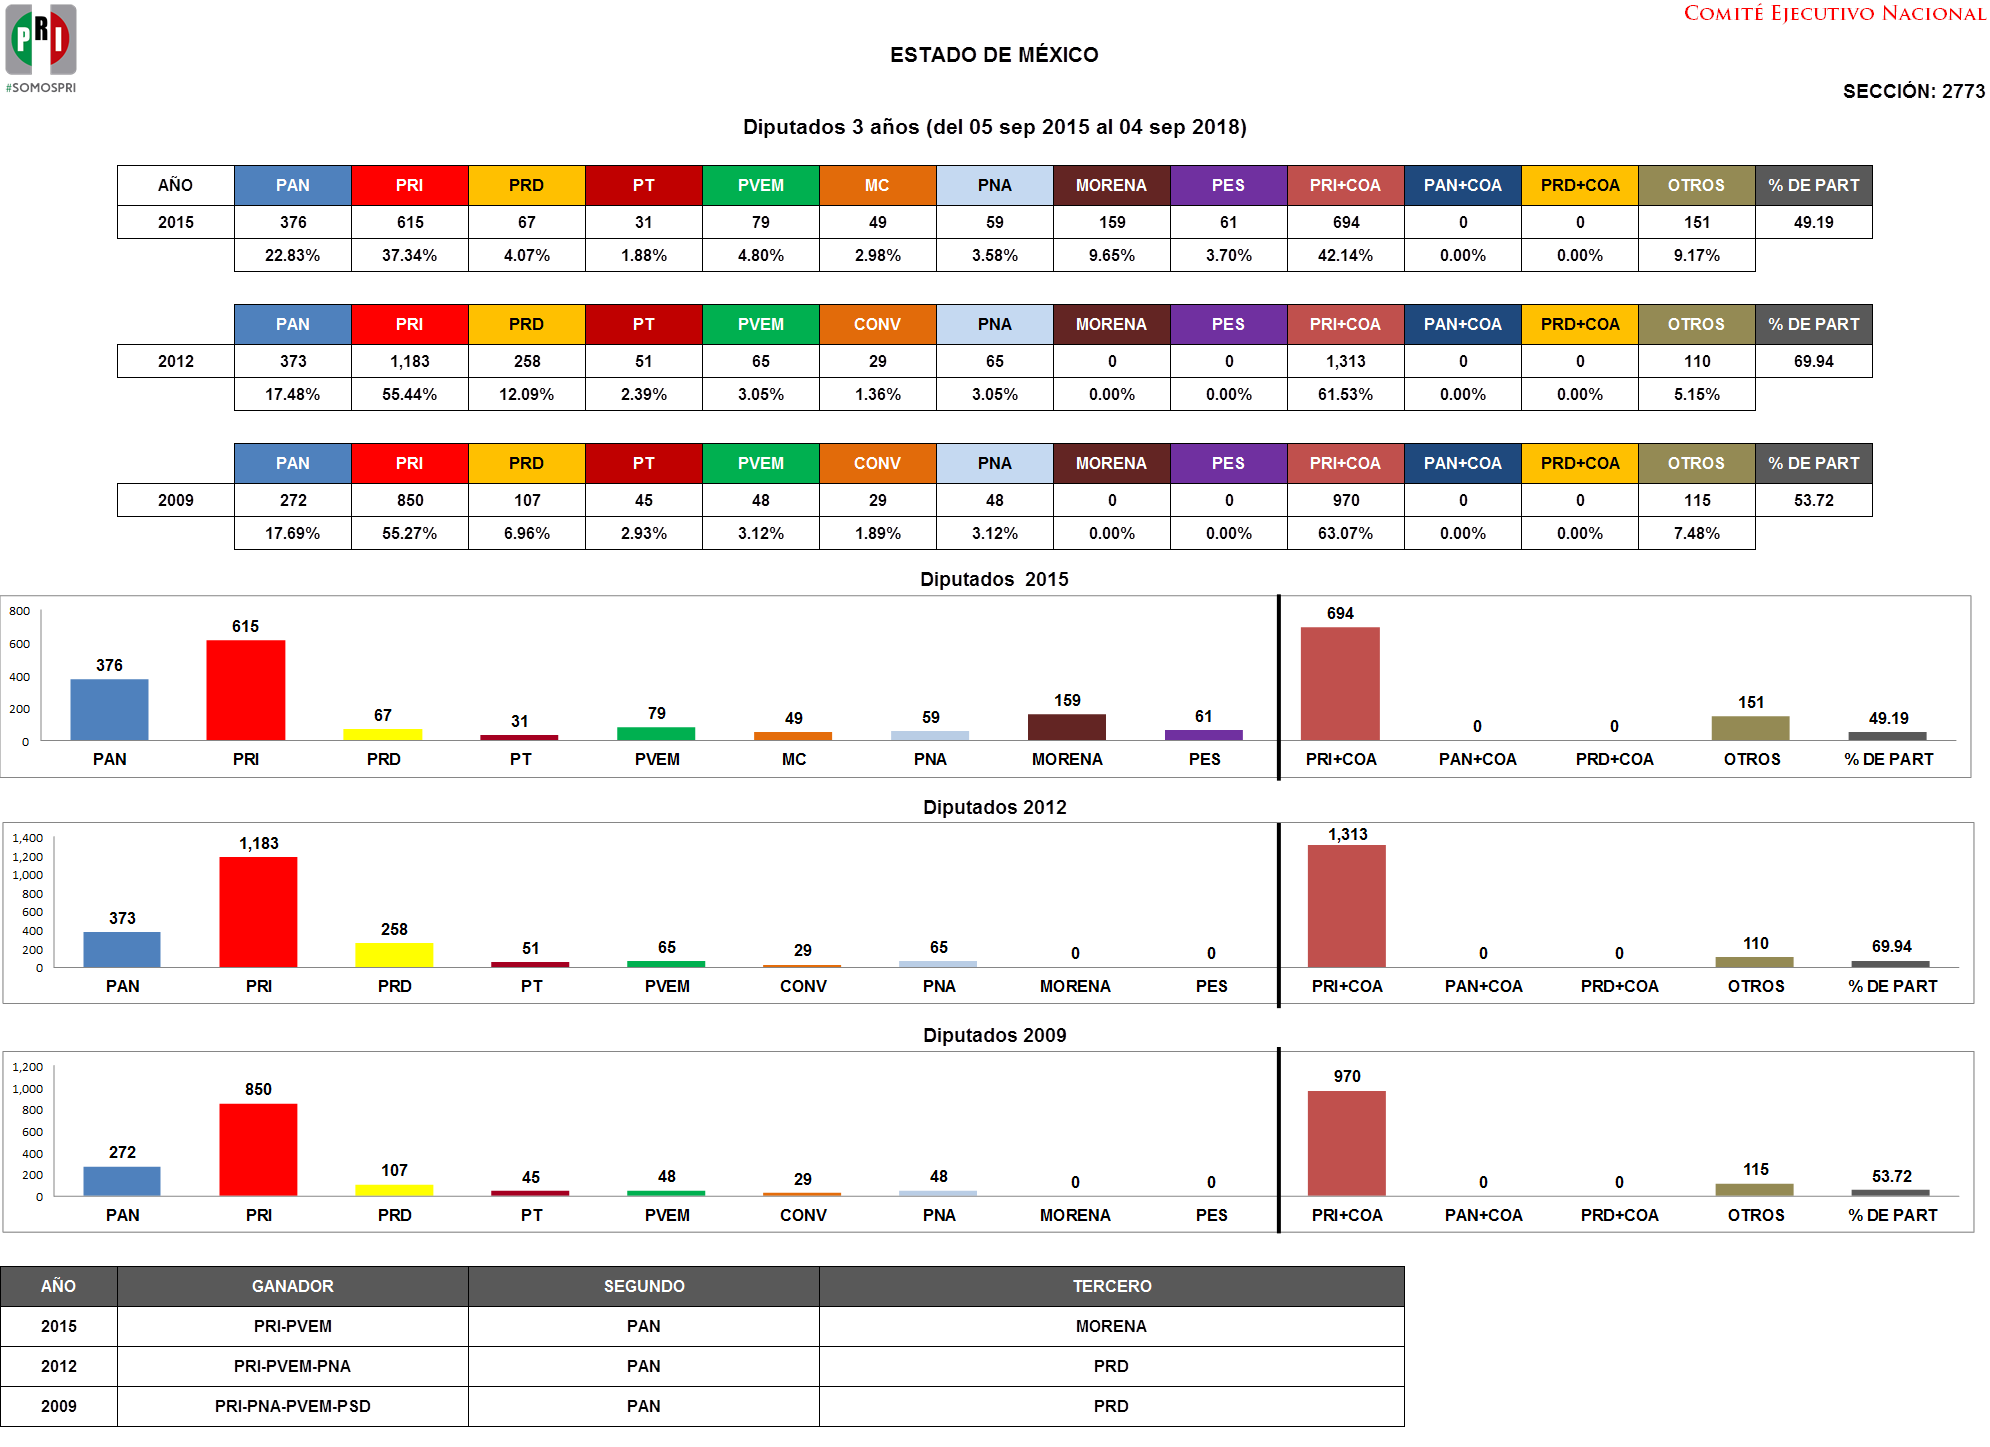 PRI
#SOMOSPRI
COMITÉ EJECUTIVO NACIONAL
ESTADO DE MÉXICO
SECCIÓN: 2773
Diputados 3 años (del 05 sep 2015 al 04 sep 2018)
AÑO PAN PRI PRD PT PVEM MC PNA MORENA PES PRI+COA PAN+COA PRD+COA OTROS % DE PART
2015 376 615 67 31 79 49 59 159 61 694 0 0 151 49.19
22.83% 37.34% 4.07% 1.88% 4.80% 2.98% 3.58% 9.65% 3.70% 42.14% 0.00% 0.00% 9.17%
PAN PRI PRD PT PVEM CONV PNA MORENA PES PRI+COA PAN+COA PRD+COA OTROS % DE PART
2012 373 1,183 258 51 65 29 65 0 0 1,313 0 0 110 69.94
17.48% 55.44% 12.09% 2.39% 3.05% 1.36% 3.05% 0.00% 0.00% 61.53% 0.00% 0.00% 5.15%
PAN PRI PRD PT PVEM CONV PNA MORENA PES PRI+COA PAN+COA PRD+COA OTROS % DE PART
2009 272 850 107 45 48 29 48 0 0 970 0 0 115 53.72
17.69% 55.27% 6.96% 2.93% 3.12% 1.89% 3.12% 0.00% 0.00% 63.07% 0.00% 0.00% 7.48%
Diputados 2015
800
600
400
200
0
376 615 67 31 79 49 59 159 61 694 0 0 151 49.19
PAN PRI PRD PT PVEM MC PNA MORENA PES PRI+COA PAN+COA PRD+COA OTROS % DE PART
Diputados 2012
1,400
1,200
1,000
800
600
400
200
0
373 1,183 258 51 65 29 65 0 0 1,313 0 0 110 69.94
PAN PRI PRD PT PVEM CONV PNA MORENA PES PRI+COA PAN+COA PRD+COA OTROS % DE PART
Diputados 2009
1,200
1,000
800
600
400
200
0
272 850 107 45 48 29 48 0 0 970 0 0 115 53.72
PAN PRI PRD PT PVEM CONV PNA MORENA PES PRI+COA PAN+COA PRD+COA OTROS % DE PART
AÑO GANADOR SEGUNDO TERCERO
2015 PRI-PVEM PAN MORENA
2012 PRI-PVEM-PNA PAN PRD
2009 PRI-PNA-PVEM-PSD PAN PRD